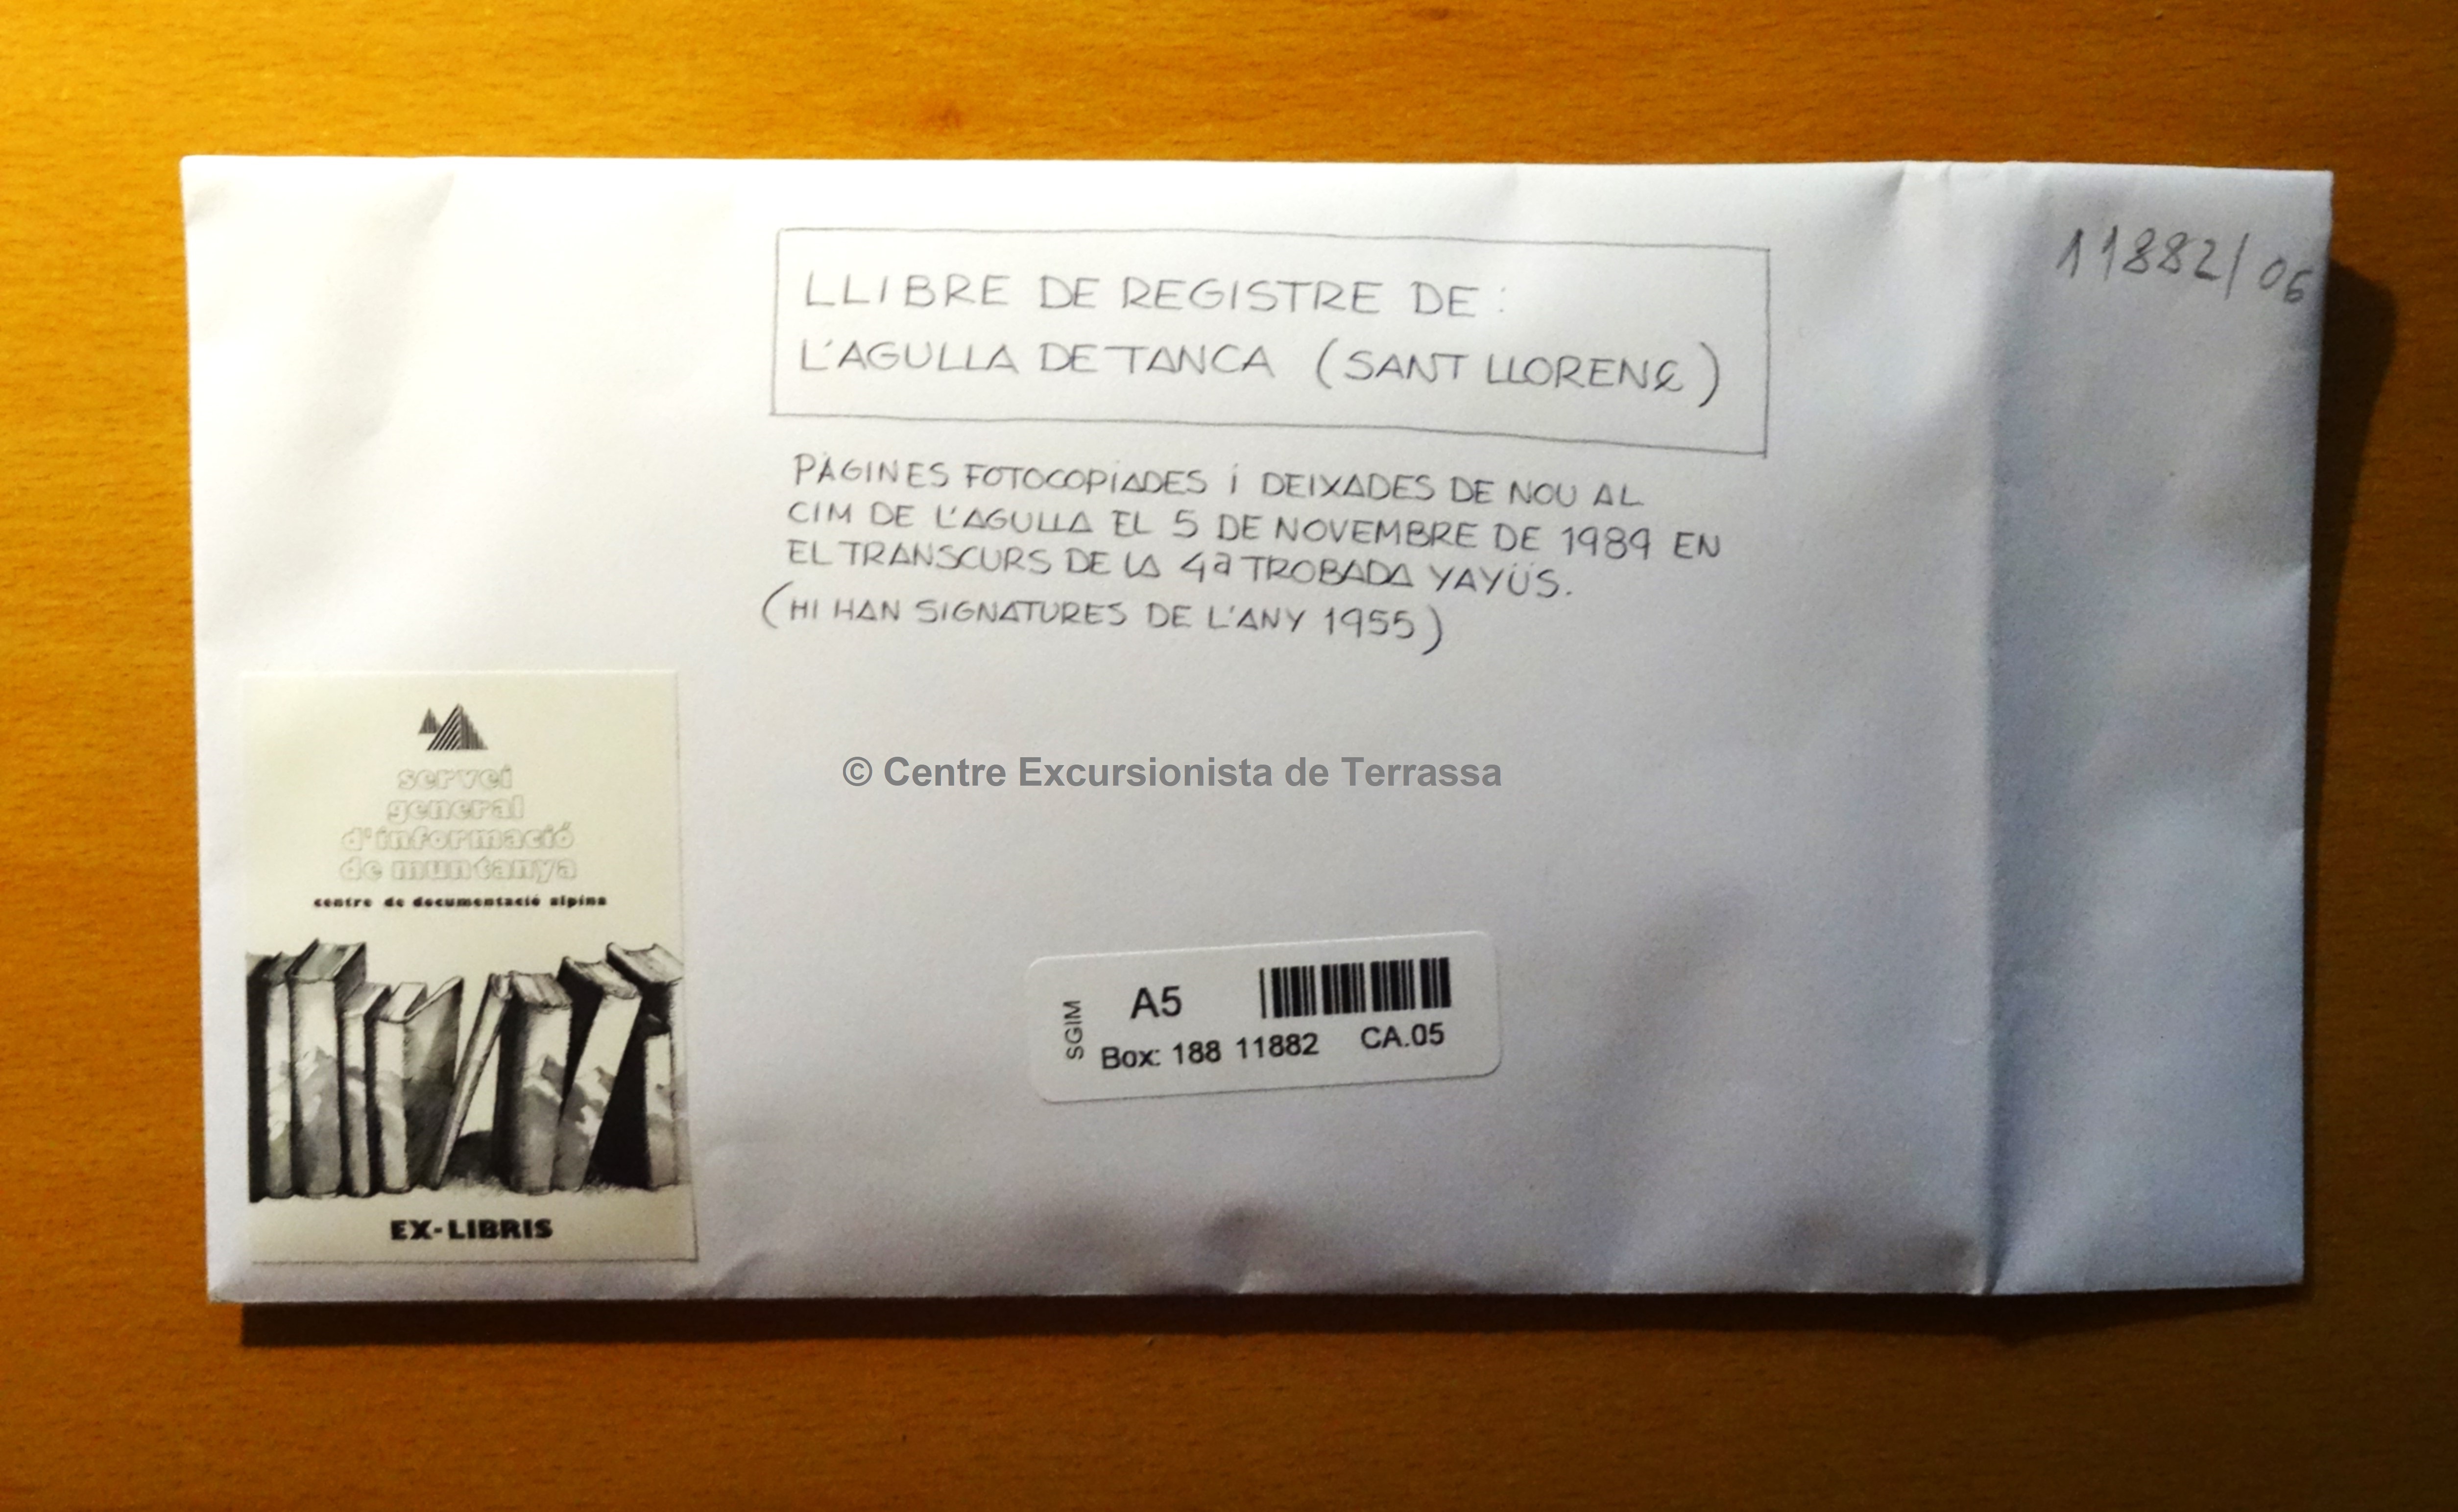 11882/06
LLIBRE DE REGISTRE DE:
L'AGULLA DE TANCA (SANT LLORENÇ)
PÀGINES FOTOCOPIADES I DEIXADES DE NOU AL
CIM DE L'AGULLA EL 5 DE NOVEMBRE DE 1989 EN
EL TRANSCURS DE LA 4a TROBADA YAYÜS.
(HI HAN SIGNATURES DE L'ANY 1955)
servei
general
d'informació
de muntanya
centre de documentació alpina
EX-LIBRIS
© Centre Excursionista de Terrassa
SGIM
A5
Box: 188 11882 CA.05